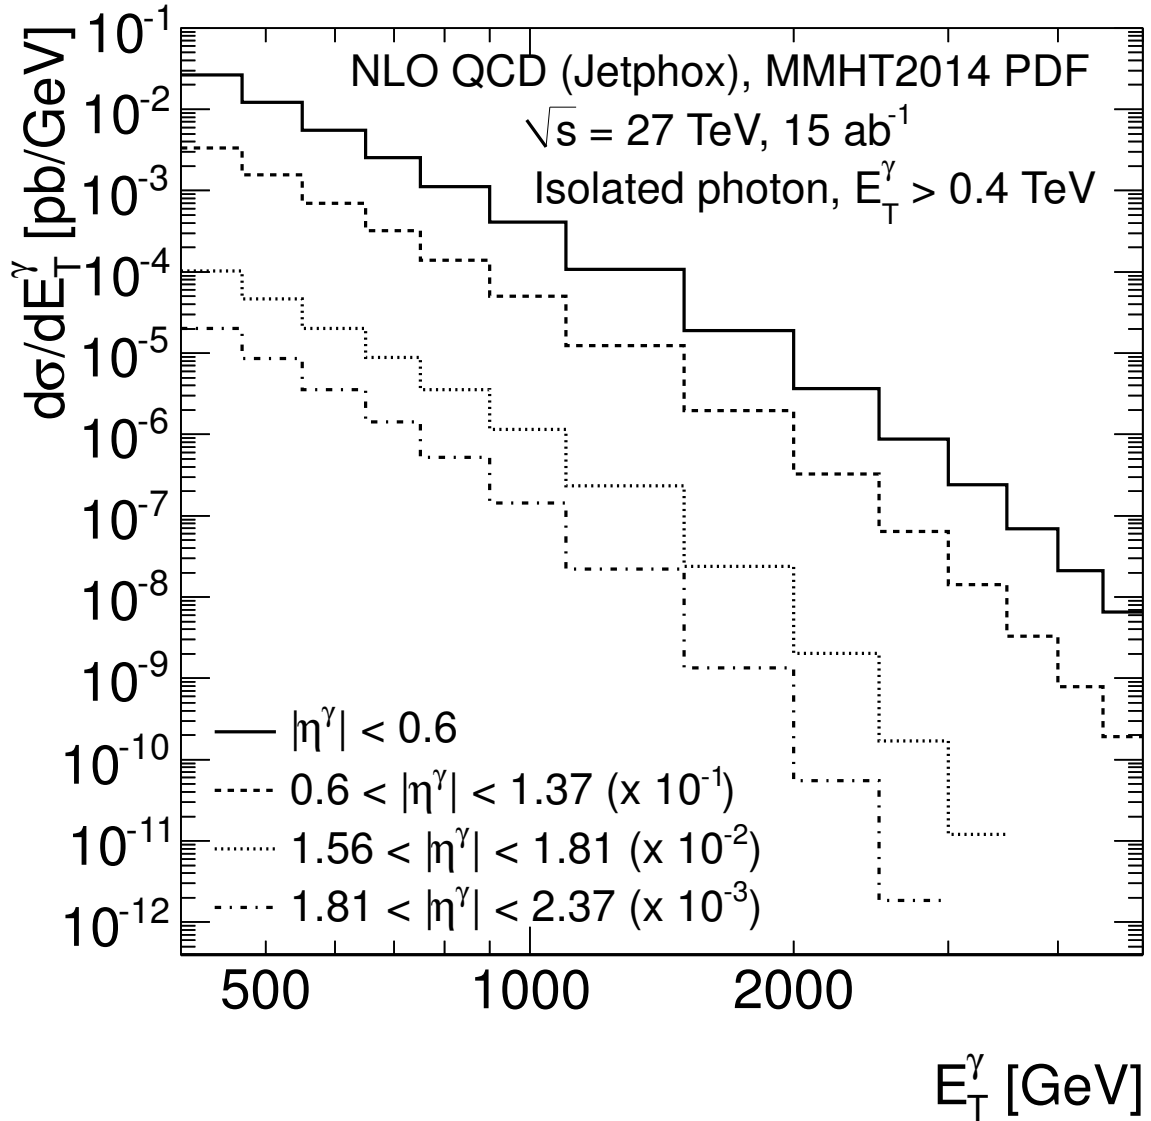 NLO QCD (Jetphox), MMHT2014 PDF
√s = 27 TeV, 15 ab⁻¹
Isolated photon, E_T^γ > 0.4 TeV
dσ/dE_T^γ [pb/GeV]
10⁻¹
10⁻²
10⁻³
10⁻⁴
10⁻⁵
10⁻⁶
10⁻⁷
10⁻⁸
10⁻⁹
10⁻¹⁰
10⁻¹¹
10⁻¹²
|η^γ| < 0.6
0.6 < |η^γ| < 1.37 (x 10⁻¹)
1.56 < |η^γ| < 1.81 (x 10⁻²)
1.81 < |η^γ| < 2.37 (x 10⁻³)
500 1000 2000
E_T^γ [GeV]